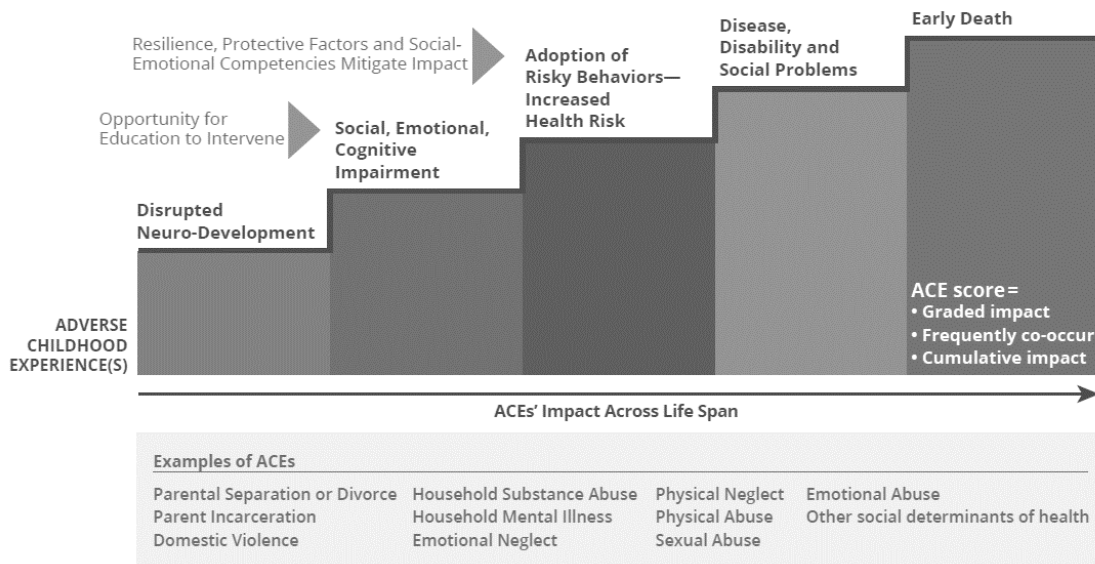 Early Death
Disease,
Disability and
Social Problems
Resilience, Protective Factors and Social-
Emotional Competencies Mitigate Impact
Adoption of
Risky Behaviors—
Increased
Health Risk
Opportunity for
Education to Intervene
Social, Emotional,
Cognitive
Impairment
Disrupted
Neuro-Development
ADVERSE
CHILDHOOD
EXPERIENCE(S)
ACE score =
• Graded impact
• Frequently co-occur
• Cumulative impact
ACEs’ Impact Across Life Span
Examples of ACEs
Parental Separation or Divorce
Parent Incarceration
Domestic Violence
Household Substance Abuse
Household Mental Illness
Emotional Neglect
Physical Neglect
Physical Abuse
Sexual Abuse
Emotional Abuse
Other social determinants of health